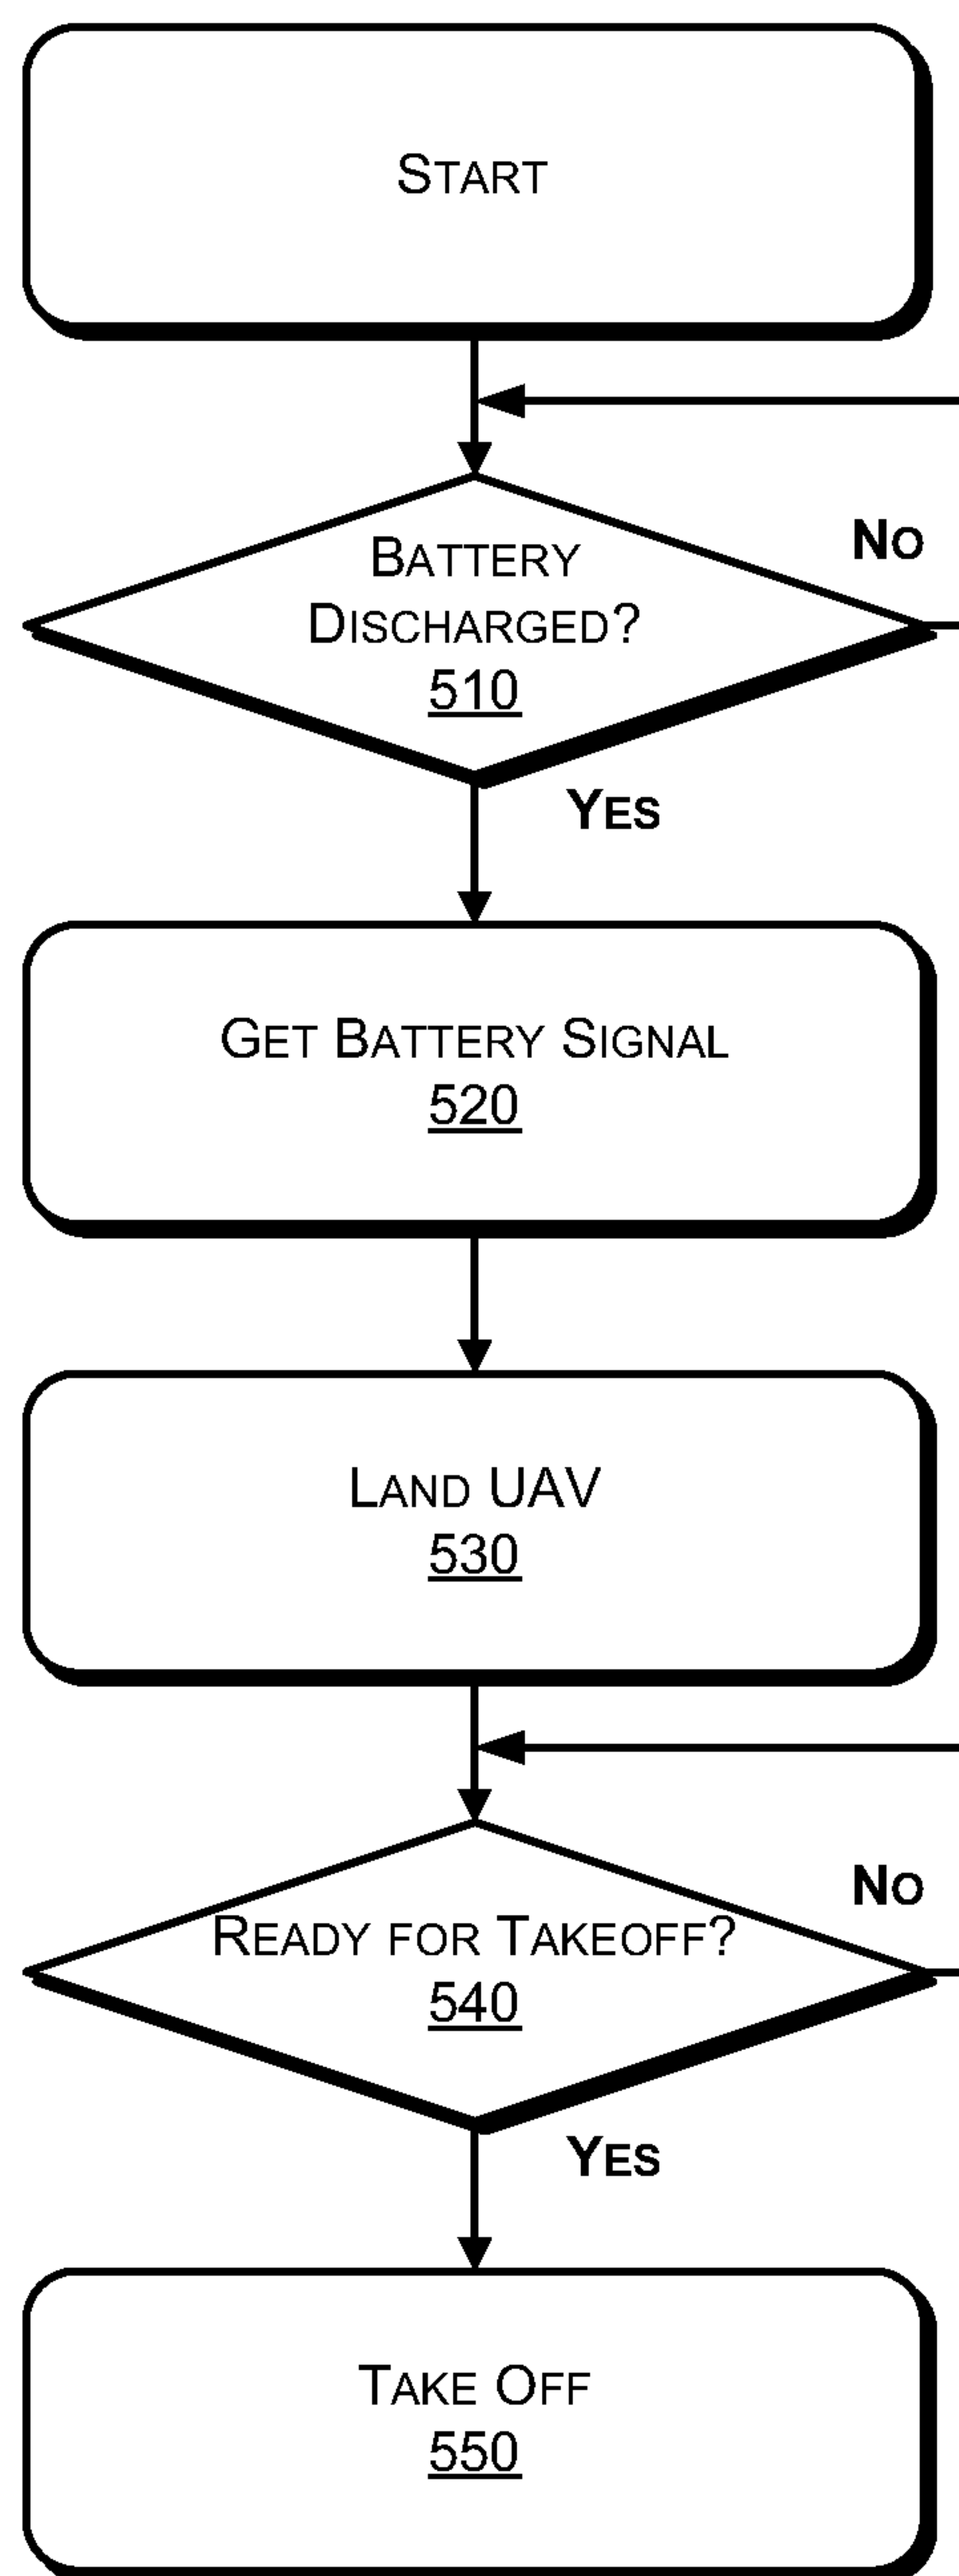 START
BATTERY
DISCHARGED?
510
NO
YES
GET BATTERY SIGNAL
520
LAND UAV
530
READY FOR TAKEOFF?
540
NO
YES
TAKE OFF
550